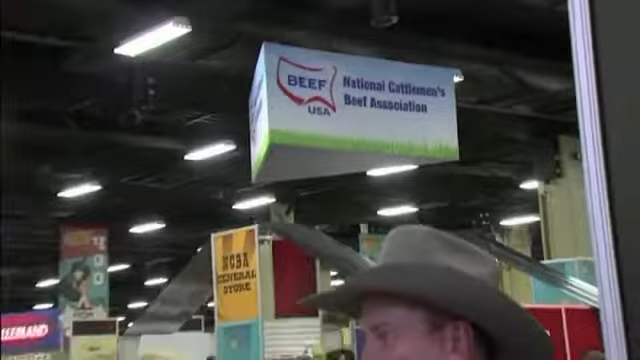 BEEF
USA
National Cattlemen's
Beef Association
NCBA
GENERAL
STORE